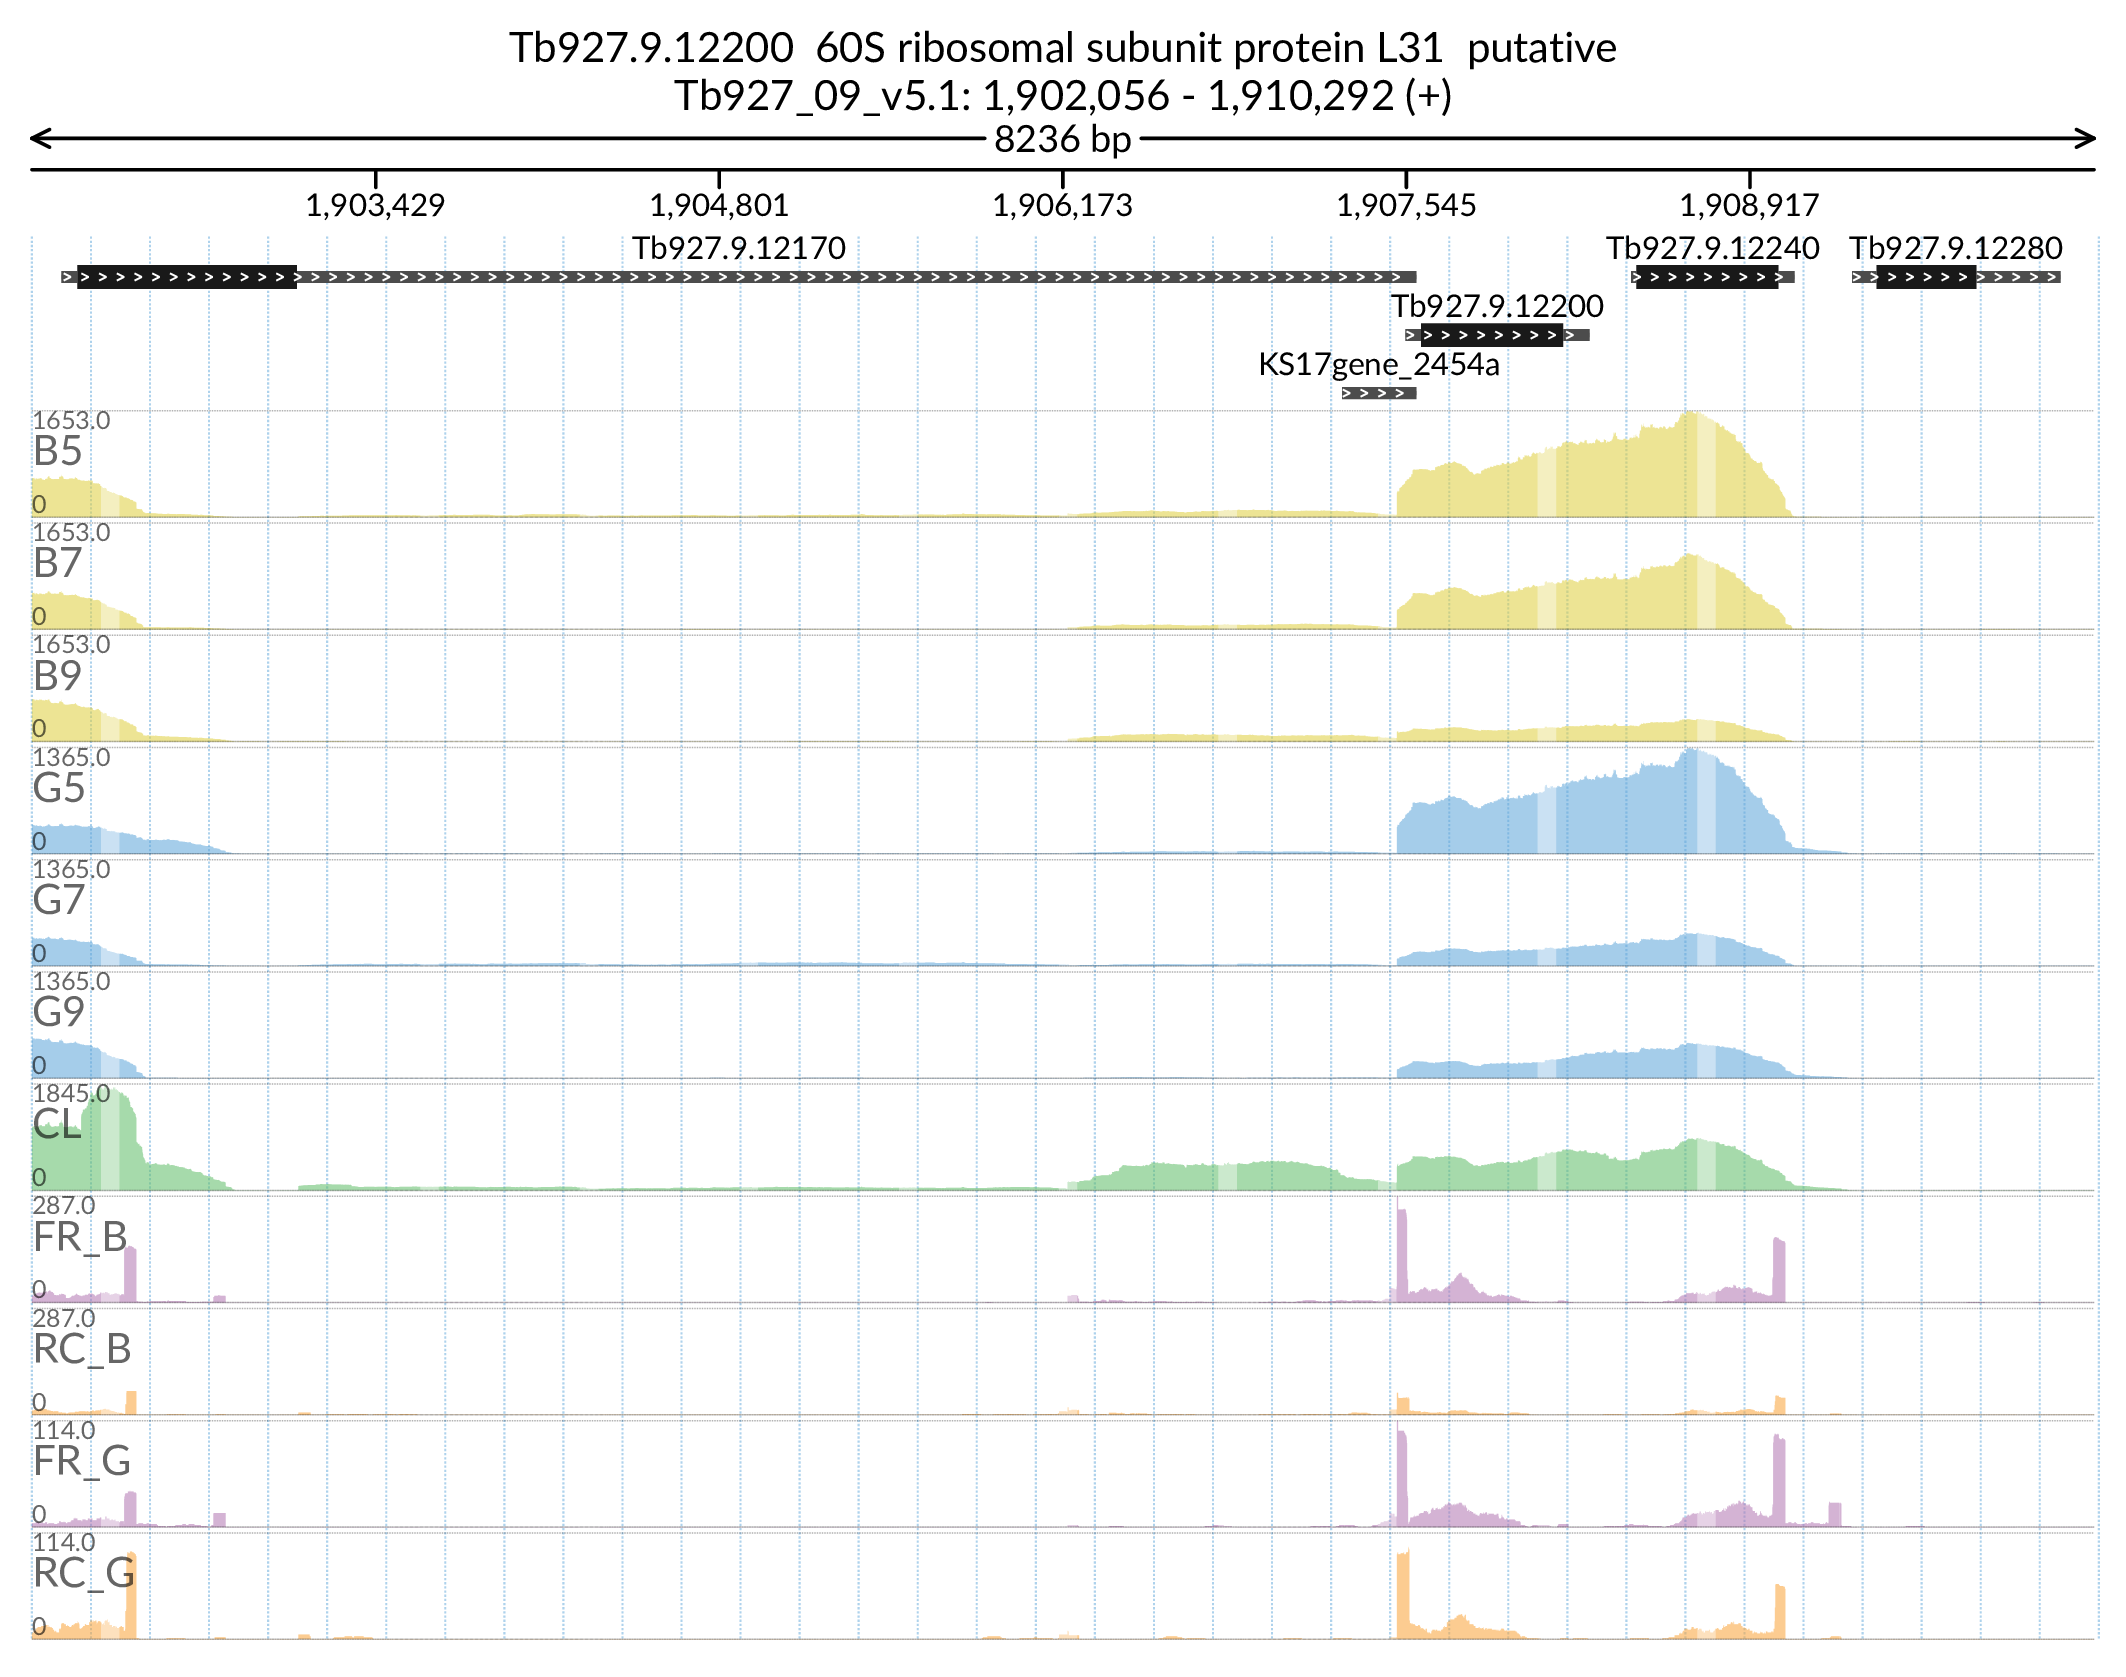 Tb927.9.12200  60S ribosomal subunit protein L31  putative
Tb927_09_v5.1: 1,902,056 - 1,910,292 (+)
8236 bp
1,903,429 1,904,801 1,906,173 1,907,545 1,908,917
Tb927.9.12170 Tb927.9.12240 Tb927.9.12280
Tb927.9.12200
KS17gene_2454a
1653.0
B5
0
1653.0
B7
0
1653.0
B9
0
1365.0
G5
0
1365.0
G7
0
1365.0
G9
0
1845.0
CL
0
287.0
FR_B
0
287.0
RC_B
0
114.0
FR_G
0
114.0
RC_G
0